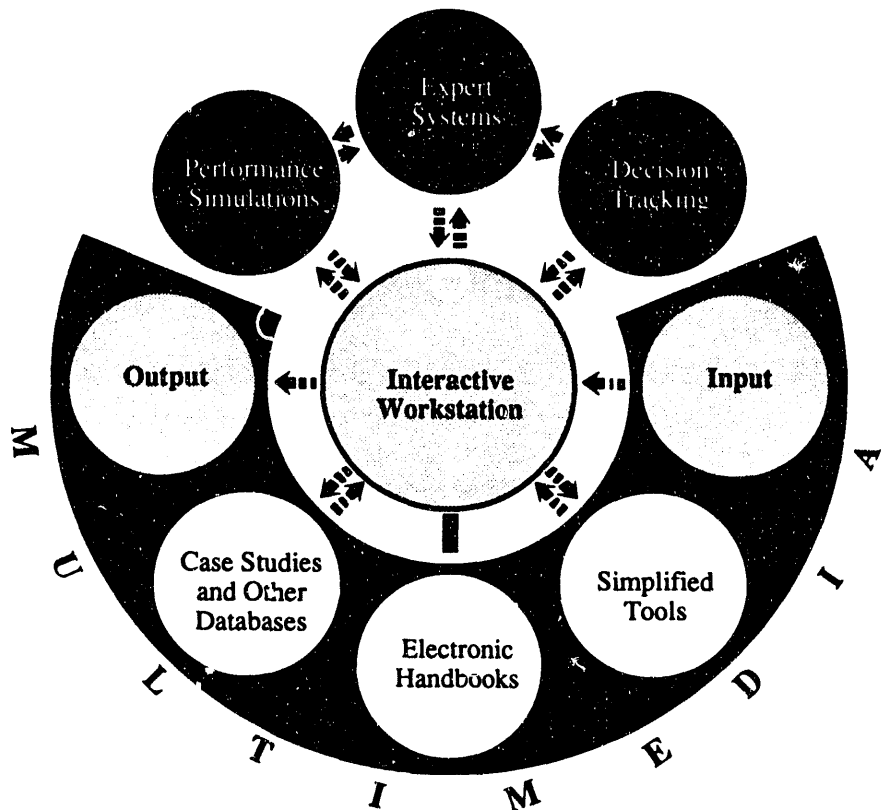 Expert
Systems
Performance
Simulations
Decision
Tracking
Output
Interactive
Workstation
Input
Case Studies
and Other
Databases
Electronic
Handbooks
Simplified
Tools
MULTIMEDIA